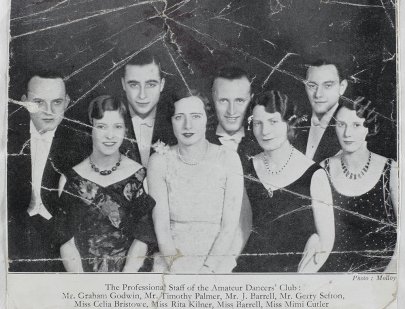 Photo : Molloy
The Professional Staff of the Amateur Dancers' Club :
Mr. Graham Godwin, Mr. Timothy Palmer, Mr. J. Barrell, Mr. Gerry Sefton,
Miss Celia Bristowe, Miss Rita Kilner, Miss Barrell, Miss Mimi Cutler